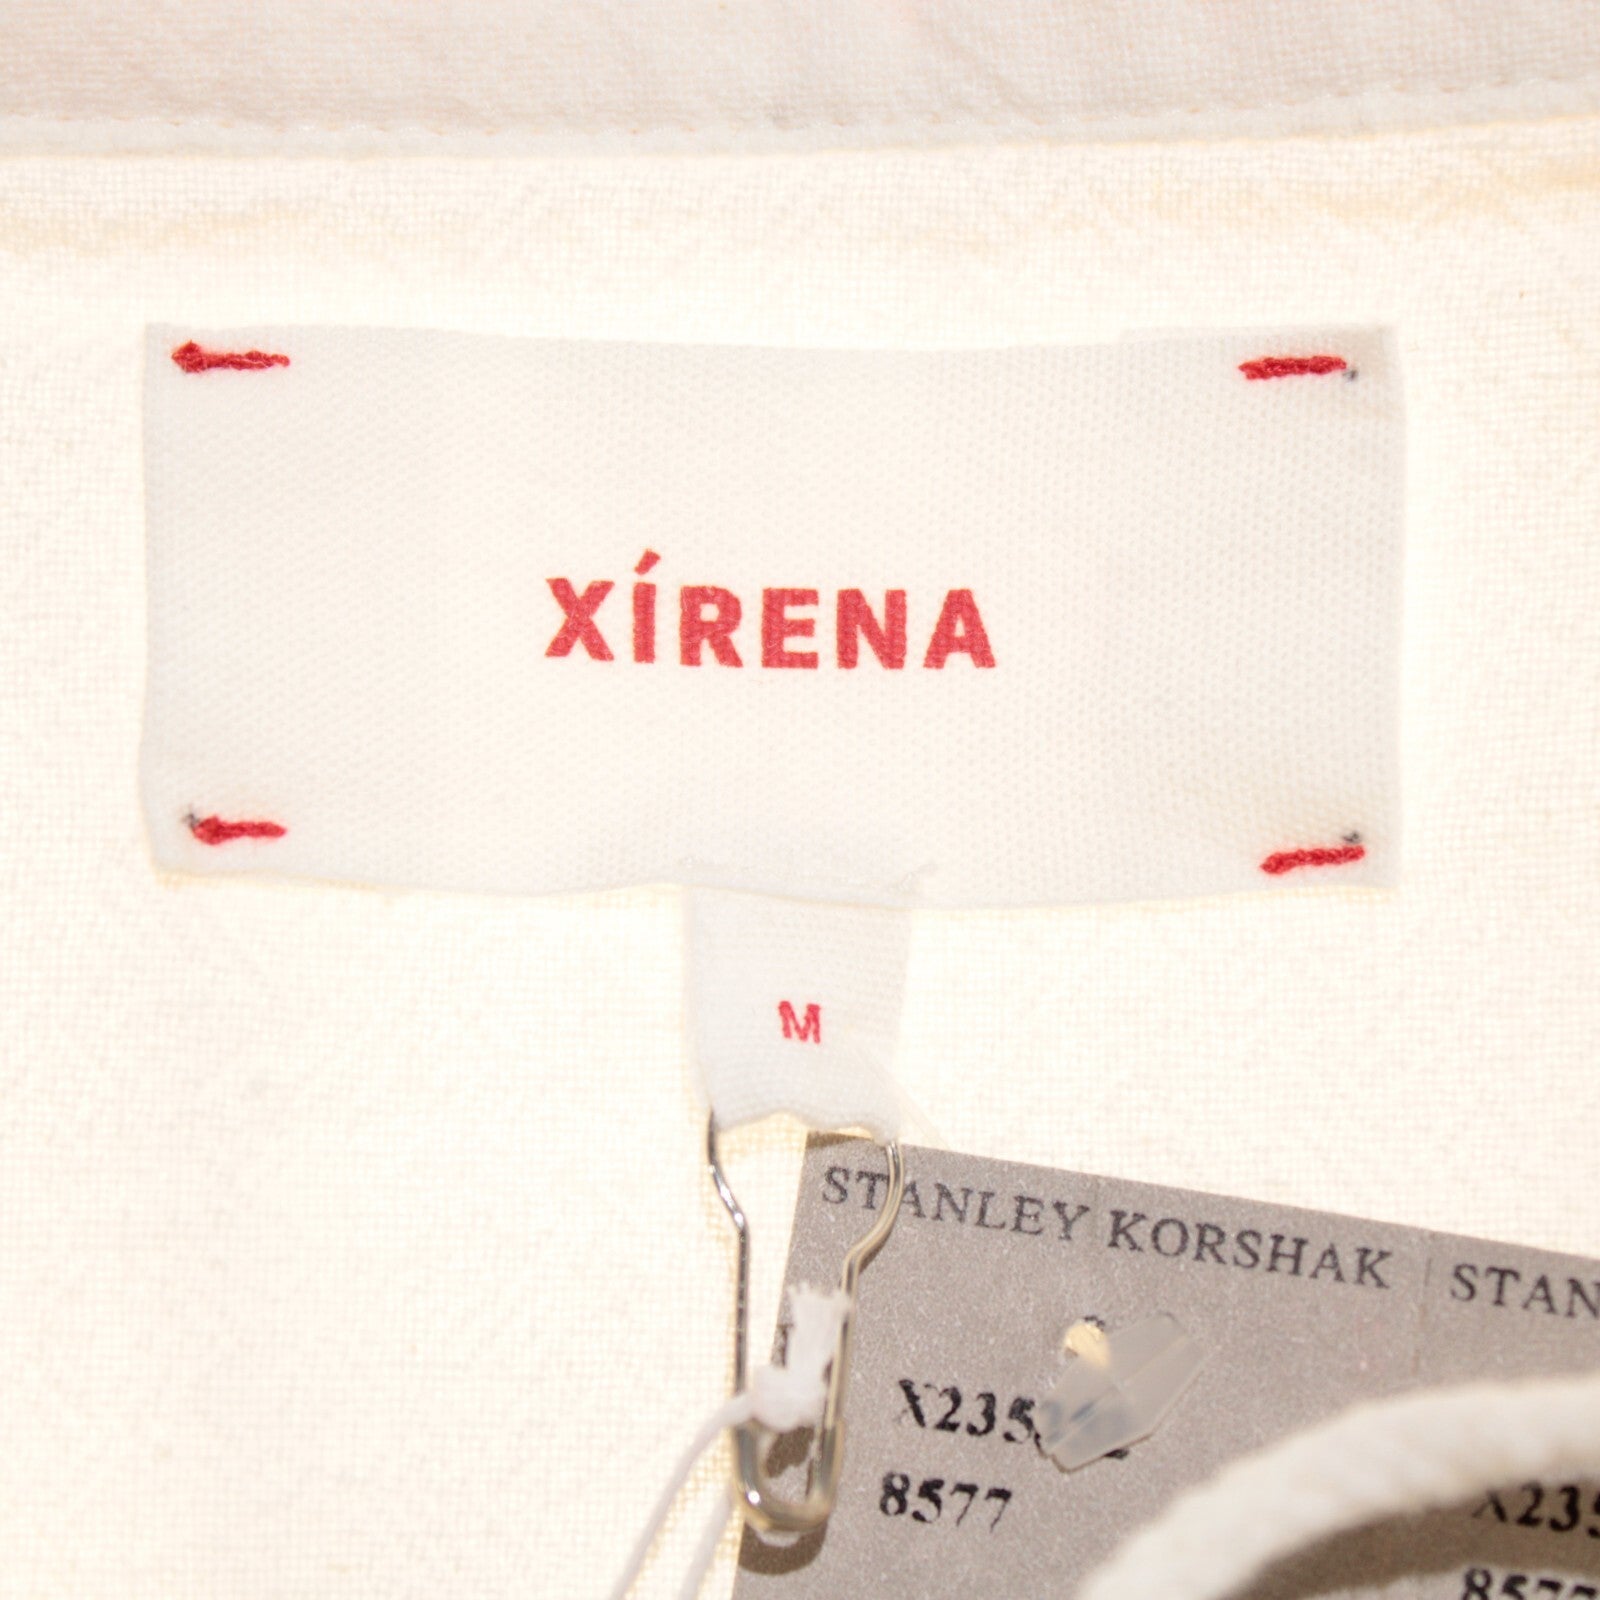 XÍRENA
M
STANLEY KORSHAK
STAN
8577